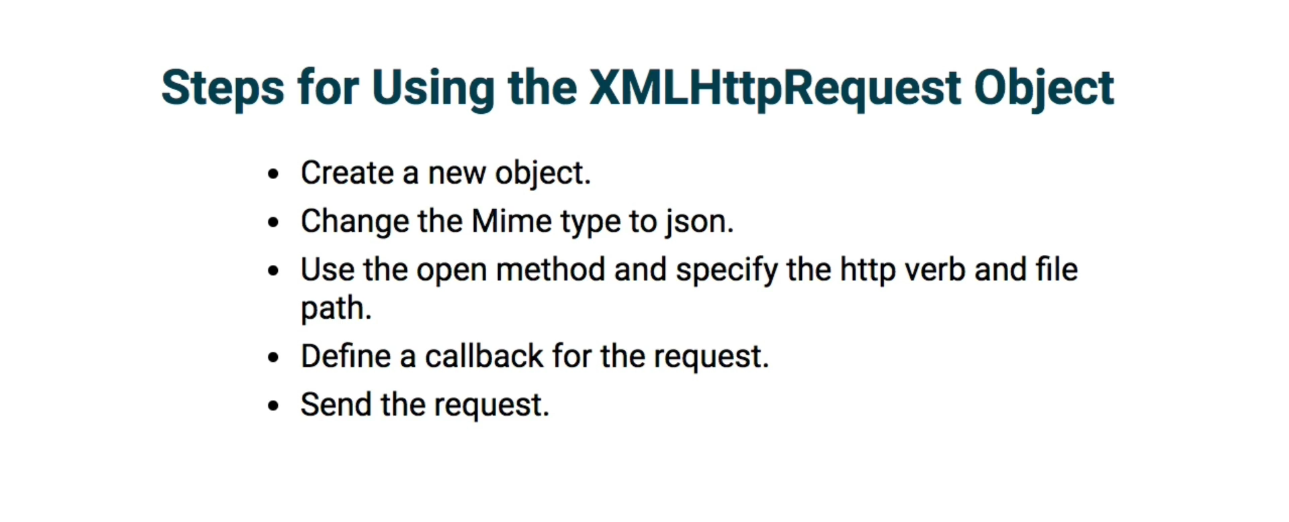 Steps for Using the XMLHttpRequest Object
• Create a new object.
• Change the Mime type to json.
• Use the open method and specify the http verb and file
path.
• Define a callback for the request.
• Send the request.